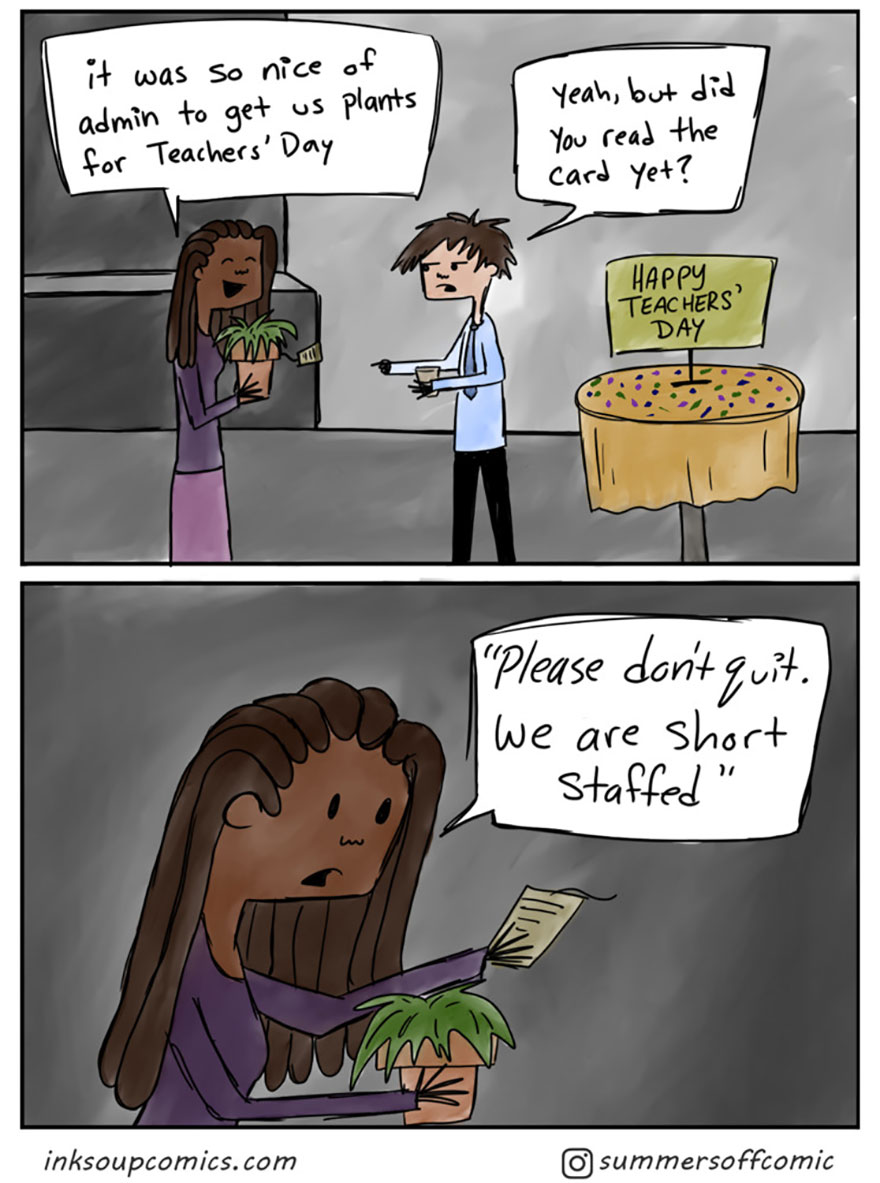 it was so nice of
admin to get us plants
for Teachers' Day
Yeah, but did
You read the
card yet?
HAPPY
TEACHERS'
DAY
"Please don't quit.
We are short
staffed"
inksoupcomics.com
summersoffcomic